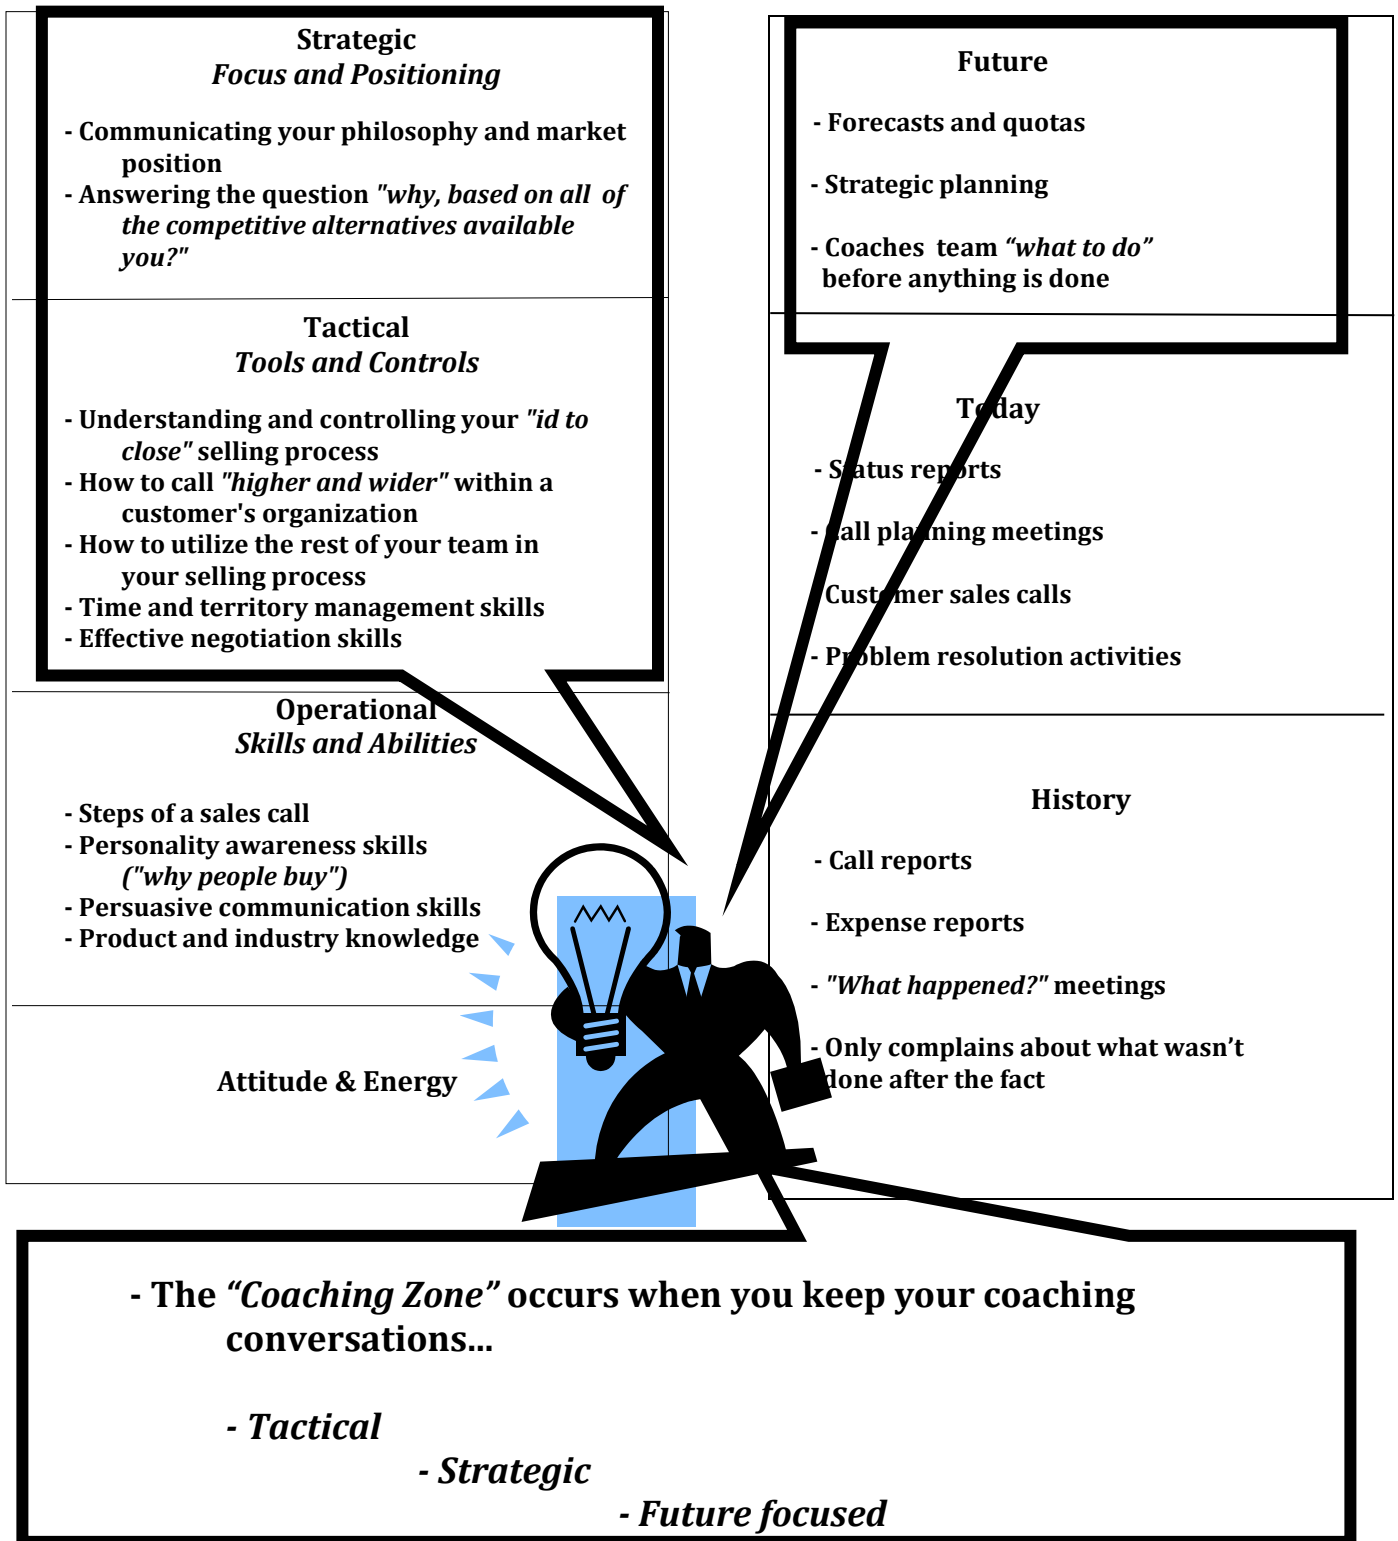 Strategic
Focus and Positioning
- Communicating your philosophy and market
position
- Answering the question "why, based on all of
the competitive alternatives available
you?"
Tactical
Tools and Controls
- Understanding and controlling your "id to
close" selling process
- How to call "higher and wider" within a
customer's organization
- How to utilize the rest of your team in
your selling process
- Time and territory management skills
- Effective negotiation skills
Operational
Skills and Abilities
- Steps of a sales call
- Personality awareness skills
("why people buy")
- Persuasive communication skills
- Product and industry knowledge
Attitude & Energy
Future
- Forecasts and quotas
- Strategic planning
- Coaches team “what to do”
before anything is done
Today
- Status reports
- Call planning meetings
Customer sales calls
- Problem resolution activities
History
- Call reports
- Expense reports
- "What happened?" meetings
- Only complains about what wasn’t
done after the fact
- The “Coaching Zone” occurs when you keep your coaching
conversations...
- Tactical
- Strategic
- Future focused